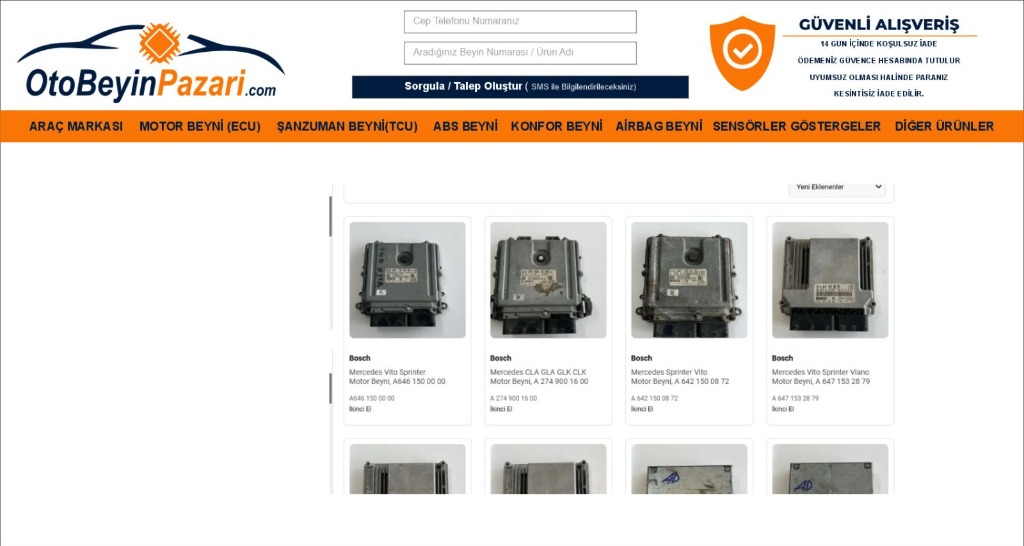 OtoBeyinPazari.com
Cep Telefonu Numaranız
Aradığınız Beyin Numarası / Ürün Adı
Sorgula / Talep Oluştur ( SMS ile Bilgilendirileceksiniz)
GÜVENLİ ALIŞVERİŞ
14 GUN İÇİNDE KOŞULSUZ İADE
ÖDEMENİZ GÜVENCE HESABINDA TUTULUR
UYUMSUZ OLMASI HALİNDE PARANIZ
KESİNTİSİZ İADE EDİLİR.
ARAÇ MARKASI MOTOR BEYNİ (ECU) ŞANZUMAN BEYNİ(TCU) ABS BEYNİ KONFOR BEYNİ AİRBAG BEYNİ SENSÖRLER GÖSTERGELER DİĞER ÜRÜNLER
Yeni Eklenenler
Bosch
Mercedes Vito Sprinter
Motor Beyni, A646 150 00 00
A646 150 00 00
İkinci El
Bosch
Mercedes CLA GLA GLK CLK
Motor Beyni, A 274 900 16 00
A 274 900 16 00
İkinci El
Bosch
Mercedes Sprinter Vito
Motor Beyni, A 642 150 08 72
A 642 150 08 72
İkinci El
Bosch
Mercedes Vito Sprinter Viano
Motor Beyni, A 647 153 28 79
A 647 153 28 79
İkinci El